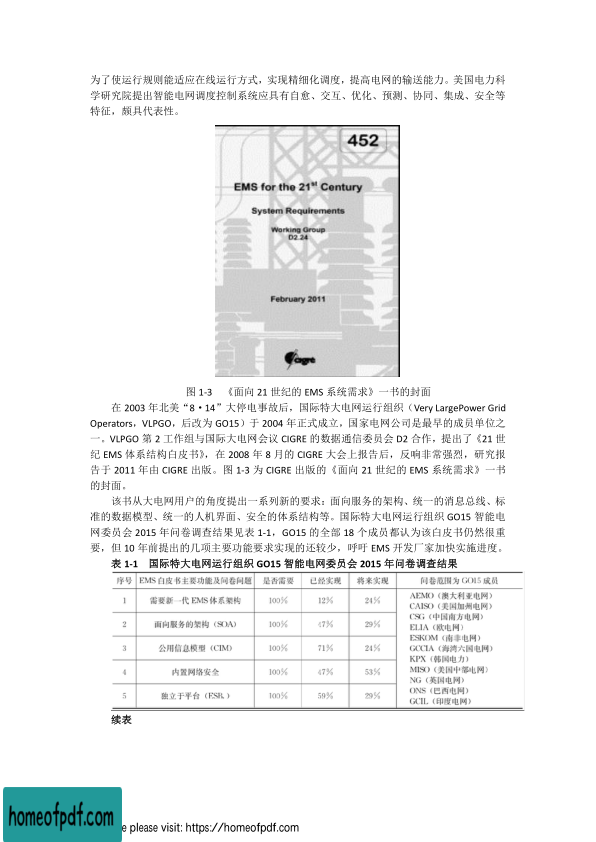 为了使运行规则能适应在线运行方式，实现精细化调度，提高电网的输送能力。美国电力科
学研究院提出智能电网调度控制系统应具有自愈、交互、优化、预测、协同、集成、安全等
特征，颇具代表性。
452
EMS for the 21st Century
System Requirements
Working Group
D2.24
February 2011
cigre
图 1-3 《面向 21 世纪的 EMS 系统需求》一书的封面
在 2003 年北美“8·14”大停电事故后，国际特大电网运行组织（Very LargePower Grid
Operators，VLPGO，后改为 GO15）于 2004 年正式成立，国家电网公司是最早的成员单位之
一。VLPGO 第 2 工作组与国际大电网会议 CIGRE 的数据通信委员会 D2 合作，提出了《21 世
纪 EMS 体系结构白皮书》，在 2008 年 8 月的 CIGRE 大会上报告后，反响非常强烈，研究报
告于 2011 年由 CIGRE 出版。图 1-3 为 CIGRE 出版的《面向 21 世纪的 EMS 系统需求》一书
的封面。
该书从大电网用户的角度提出一系列新的要求：面向服务的架构、统一的消息总线、标
准的数据模型、统一的人机界面、安全的体系结构等。国际特大电网运行组织 GO15 智能电
网委员会 2015 年问卷调查结果见表 1-1，GO15 的全部 18 个成员都认为该白皮书仍然很重
要，但 10 年前提出的几项主要功能要求实现的还较少，呼吁 EMS 开发厂家加快实施进度。
表 1-1 国际特大电网运行组织 GO15 智能电网委员会 2015 年问卷调查结果
序号 EMS 白皮书主要功能及问卷问题 是否需要 已经实现 将来实现 问卷范围为 GO15 成员
1 需要新一代 EMS 体系架构 100% 12% 24%
2 面向服务的架构（SOA） 100% 47% 29%
3 公用信息模型（CIM） 100% 71% 24%
4 内置网络安全 100% 47% 53%
5 独立于平台（ESB。） 100% 59% 29%
AEMO（澳大利亚电网）
CAISO（美国加州电网）
CSG（中国南方电网）
ELIA（欧电网）
ESKOM（南非电网）
GCCIA（海湾六国电网）
KPX（韩国电力）
MISO（美国中部电网）
NG（英国电网）
ONS（巴西电网）
GCIL（印度电网）
续表
homeofpdf.com
e please visit: https://homeofpdf.com